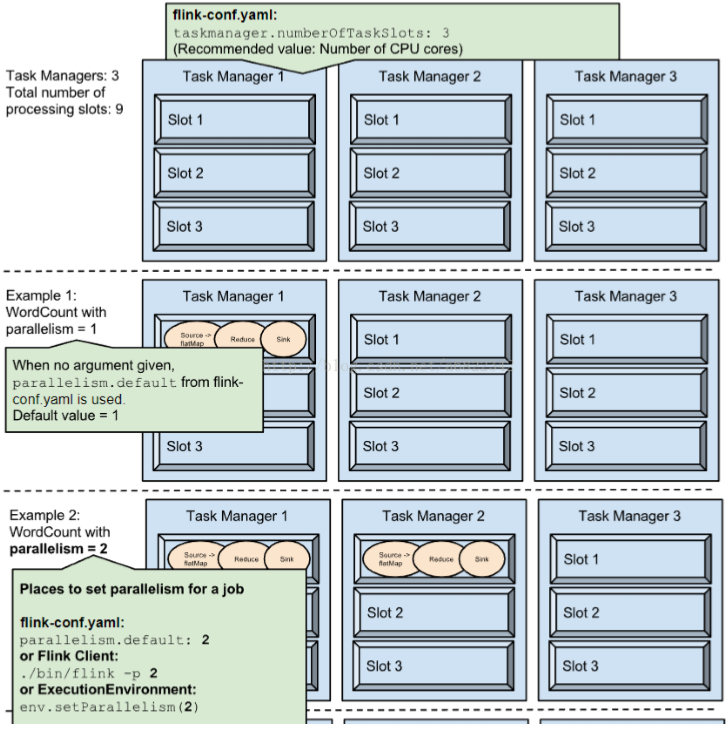 flink-conf.yaml:
taskmanager.numberOfTaskSlots: 3
(Recommended value: Number of CPU cores)
Task Managers: 3
Total number of
processing slots: 9
Task Manager 1
Slot 1
Slot 2
Slot 3
Task Manager 2
Slot 1
Slot 2
Slot 3
Task Manager 3
Slot 1
Slot 2
Slot 3
Example 1:
WordCount with
parallelism = 1
When no argument given,
parallelism.default from flink-
conf.yaml is used.
Default value = 1
Task Manager 1
Source ->
flatMap
Reduce
Sink
Slot 3
Task Manager 2
Slot 1
Slot 2
Slot 3
Task Manager 3
Slot 1
Slot 2
Slot 3
Example 2:
WordCount with
parallelism = 2
Places to set parallelism for a job
flink-conf.yaml:
parallelism.default: 2
or Flink Client:
./bin/flink -p 2
or ExecutionEnvironment:
env.setParallelism(2)
Task Manager 1
Source ->
flatMap
Reduce
Sink
Task Manager 2
Source ->
flatMap
Reduce
Sink
Slot 2
Slot 3
Task Manager 3
Slot 1
Slot 2
Slot 3